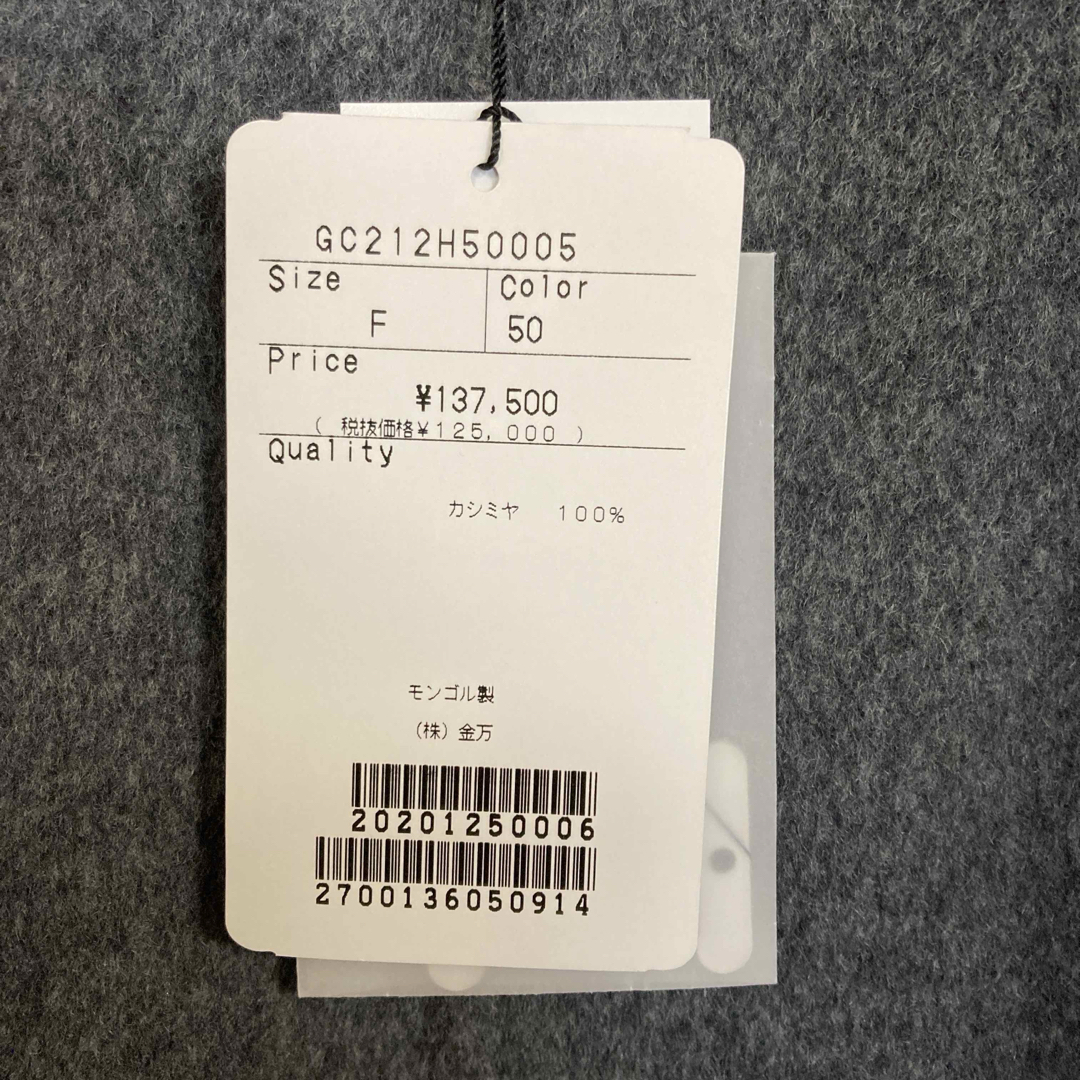 GC212H50005
Size Color
F 50
Price
¥137,500
( 税抜価格¥125,000 )
Quality
カシミヤ 100%
モンゴル製
(株)金万
20201250006
2700136050914